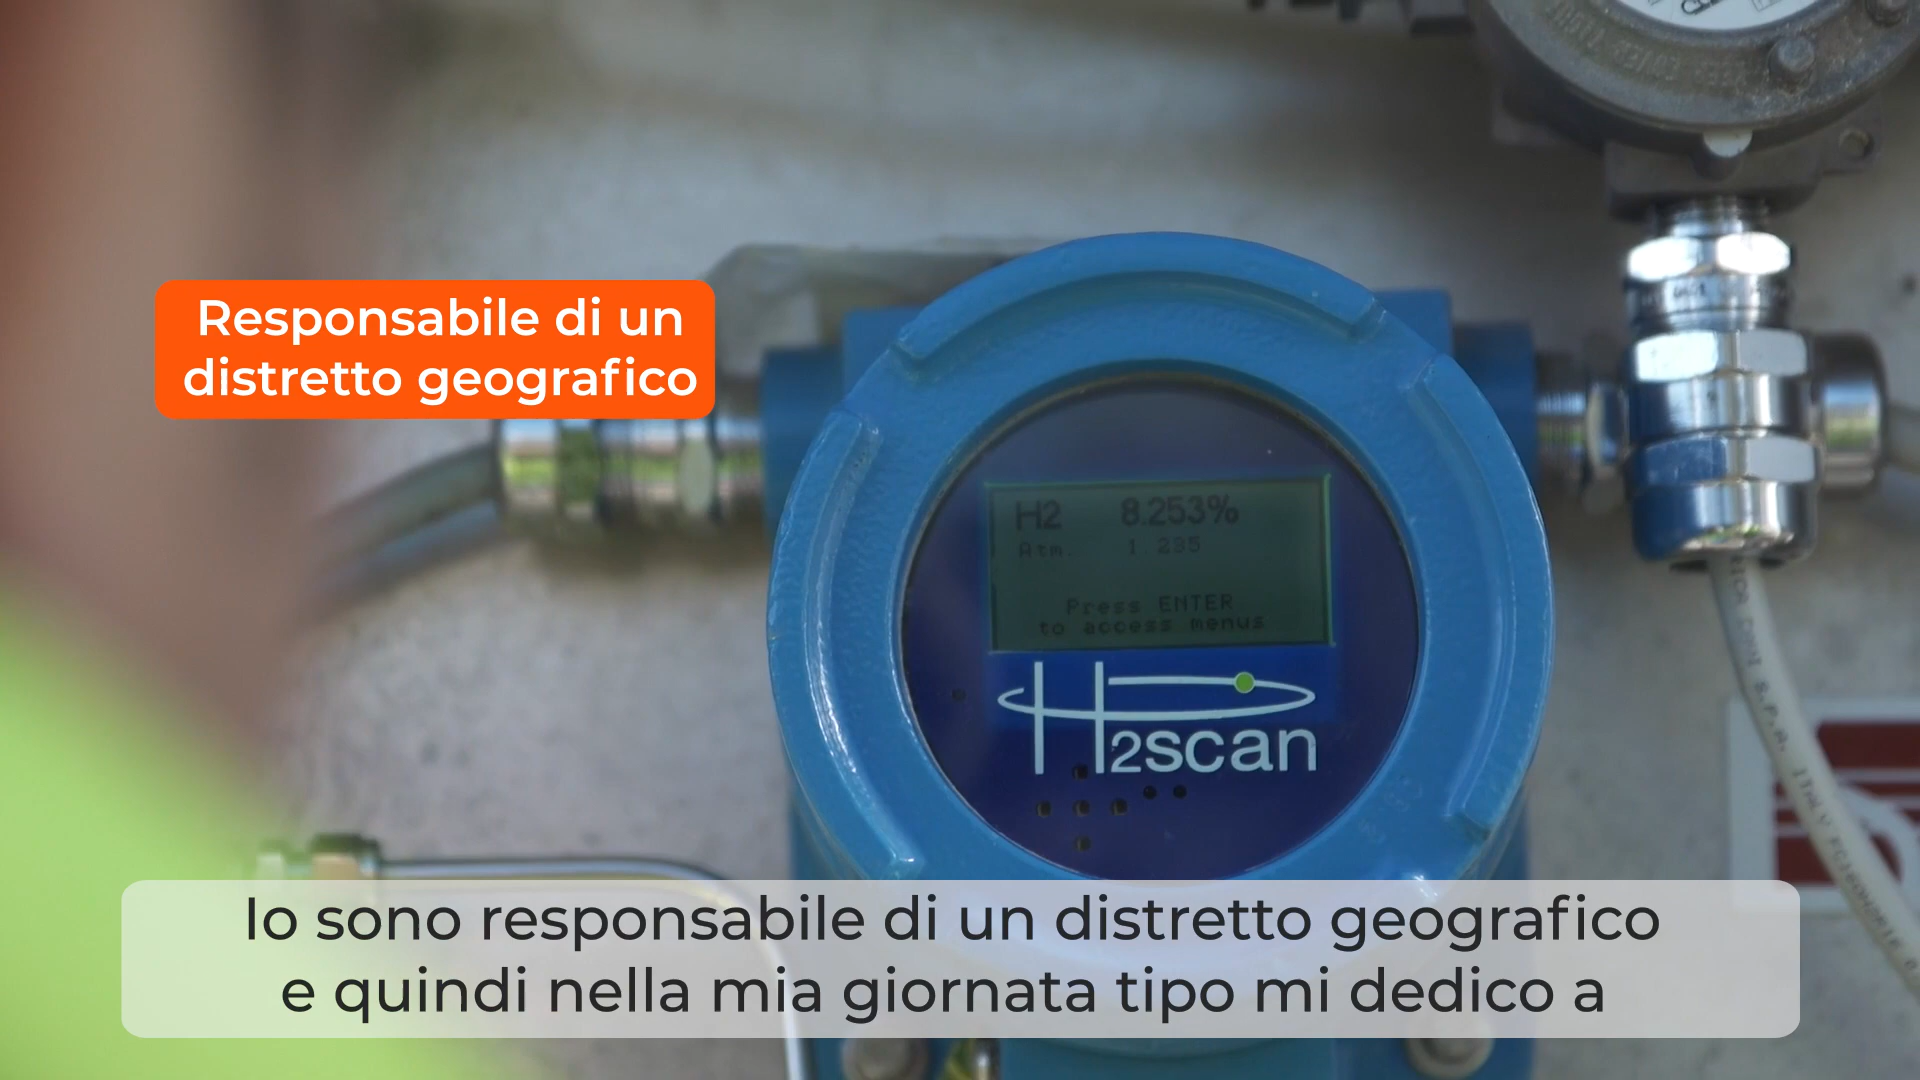 Responsabile di un
distretto geografico
H2 8.253%
Atm. 1.295
Press ENTER
to access menus
H2scan
Io sono responsabile di un distretto geografico
e quindi nella mia giornata tipo mi dedico a